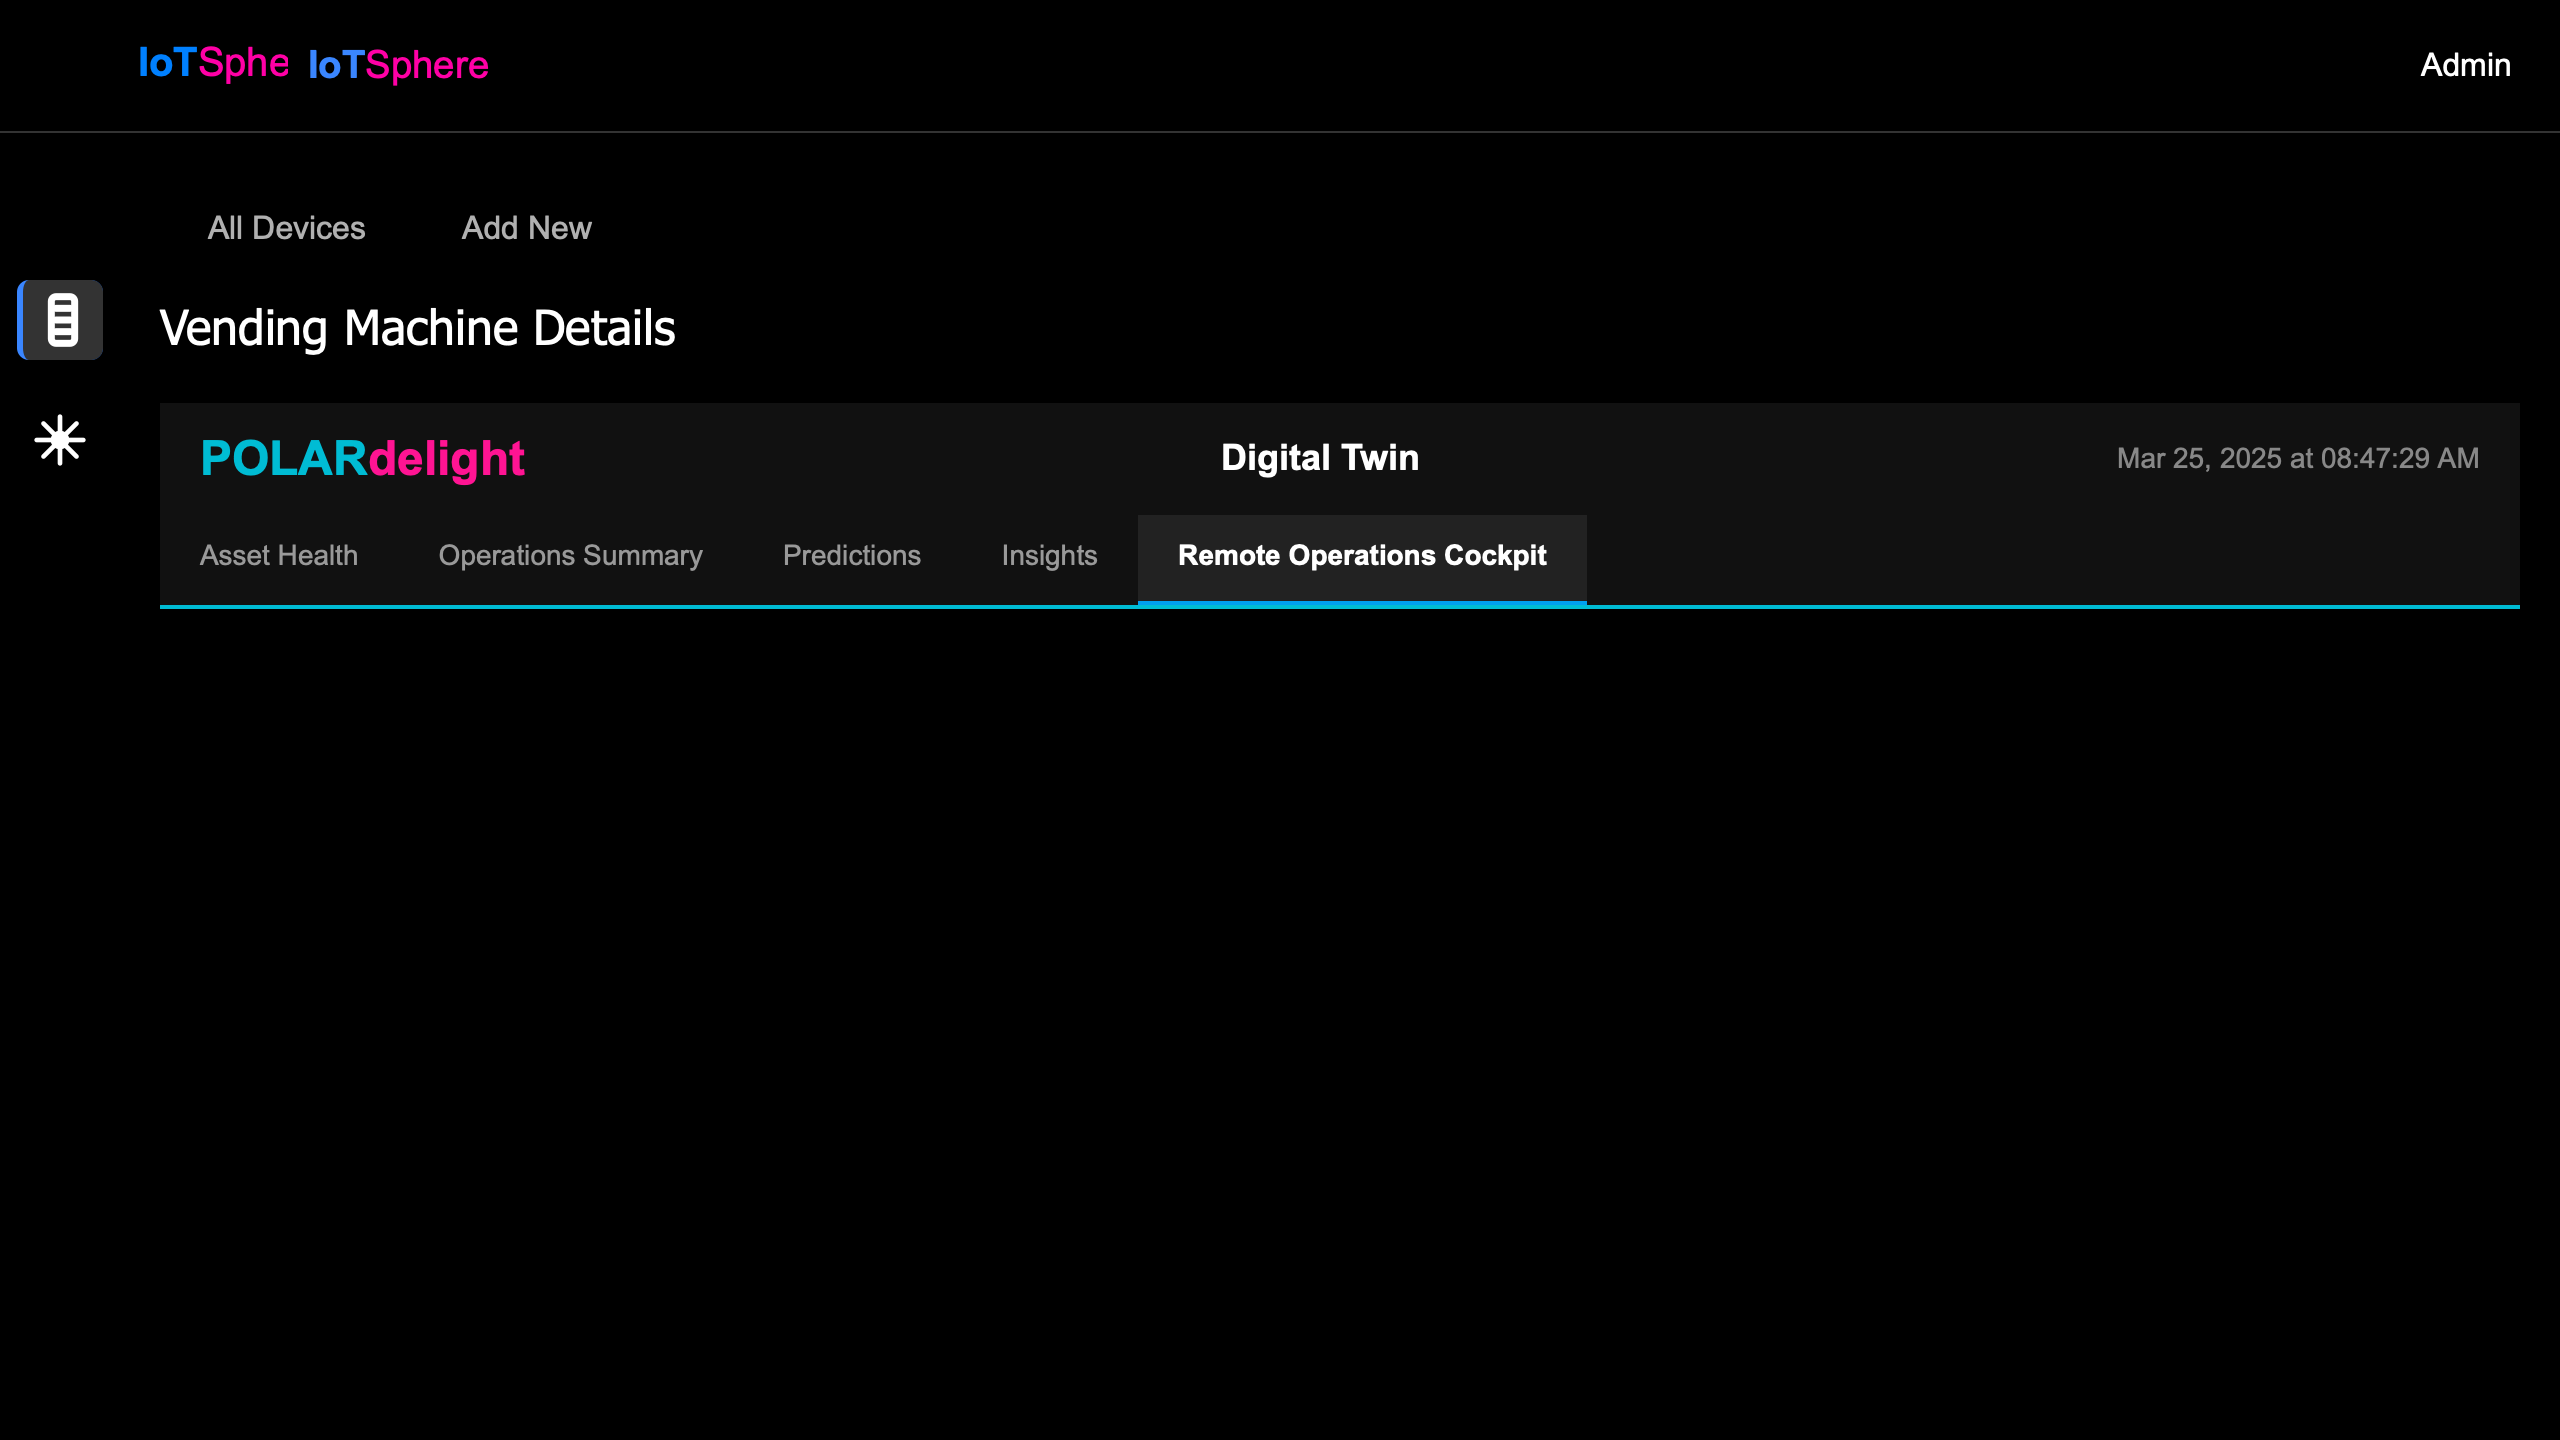 IoTSphe IoTSphere
Admin
All Devices Add New
Vending Machine Details
POLARdelight
Digital Twin
Mar 25, 2025 at 08:47:29 AM
Asset Health Operations Summary Predictions Insights Remote Operations Cockpit